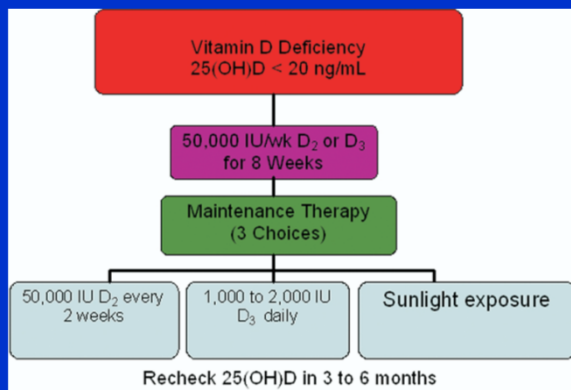 Vitamin D Deficiency
25(OH)D < 20 ng/mL
50,000 IU/wk D₂ or D₃
for 8 Weeks
Maintenance Therapy
(3 Choices)
50,000 IU D₂ every
2 weeks
1,000 to 2,000 IU
D₃ daily
Sunlight exposure
Recheck 25(OH)D in 3 to 6 months